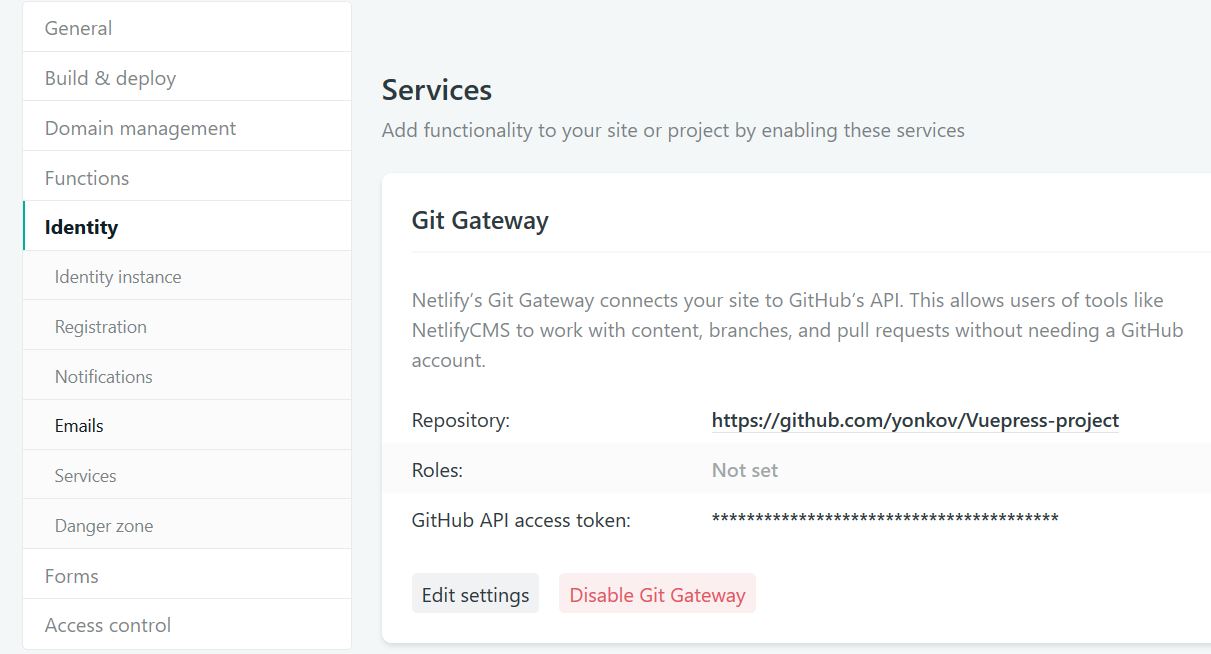 General
Build & deploy
Domain management
Functions
Identity
Identity instance
Registration
Notifications
Emails
Services
Danger zone
Forms
Access control
Services
Add functionality to your site or project by enabling these services
Git Gateway
Netlify’s Git Gateway connects your site to GitHub’s API. This allows users of tools like
NetlifyCMS to work with content, branches, and pull requests without needing a GitHub
account.
Repository: https://github.com/yonkov/Vuepress-project
Roles: Not set
GitHub API access token: ****************************************
Edit settings Disable Git Gateway